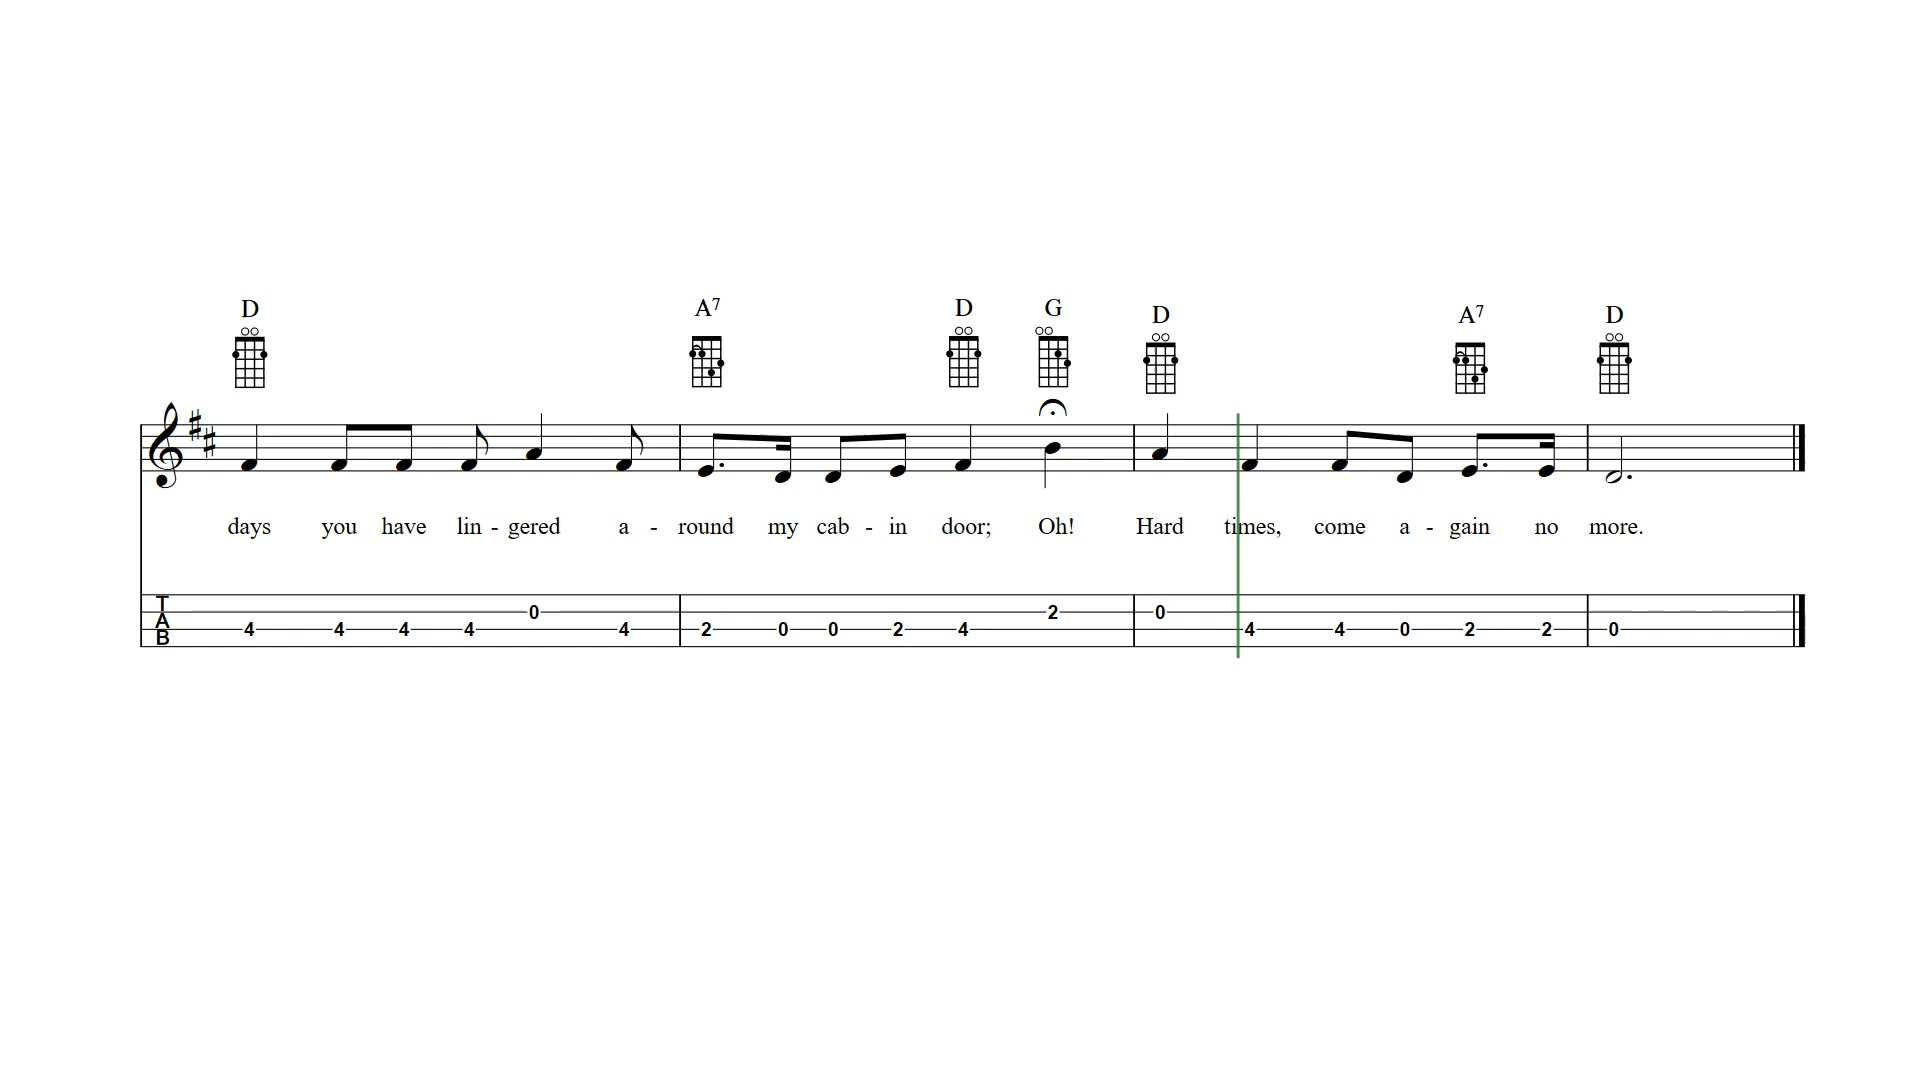 D A7 D G D A7 D
days you have lin - gered a - round my cab - in door; Oh! Hard times, come a - gain no more.
T
A
B
0 2 0
4 4 4 4 4 2 0 0 2 4 4 4 0 2 2 0